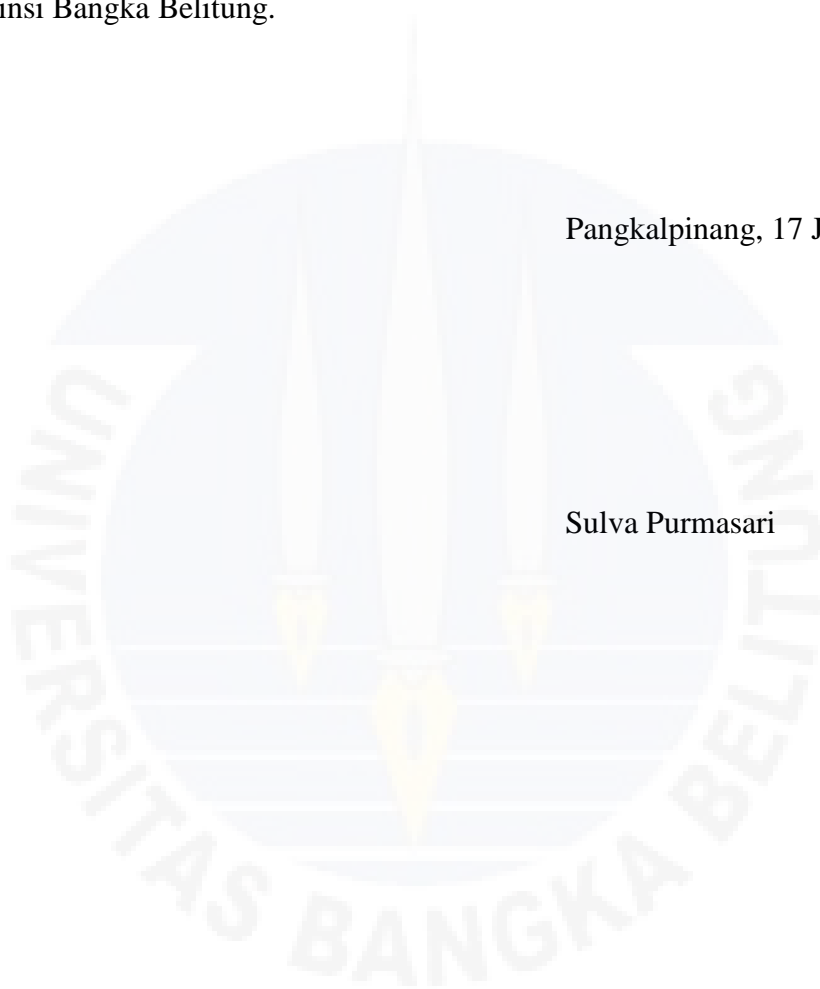 insi Bangka Belitung.
Pangkalpinang, 17 J
Sulva Purmasari
UNIVERSITAS BANGKA BELITUNG